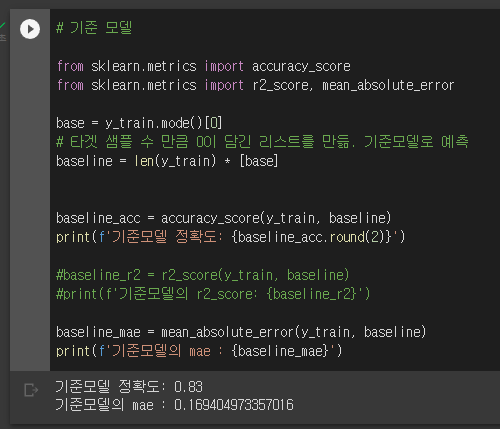 # 기준 모델
from sklearn.metrics import accuracy_score
from sklearn.metrics import r2_score, mean_absolute_error
base = y_train.mode()[0]
# 타겟 샘플 수 만큼 0이 담긴 리스트를 만듦. 기준모델로 예측
baseline = len(y_train) * [base]
baseline_acc = accuracy_score(y_train, baseline)
print(f'기준모델 정확도: {baseline_acc.round(2)}')
#baseline_r2 = r2_score(y_train, baseline)
#print(f'기준모델의 r2_score: {baseline_r2}')
baseline_mae = mean_absolute_error(y_train, baseline)
print(f'기준모델의 mae : {baseline_mae}')
기준모델 정확도: 0.83
기준모델의 mae : 0.169404973357016